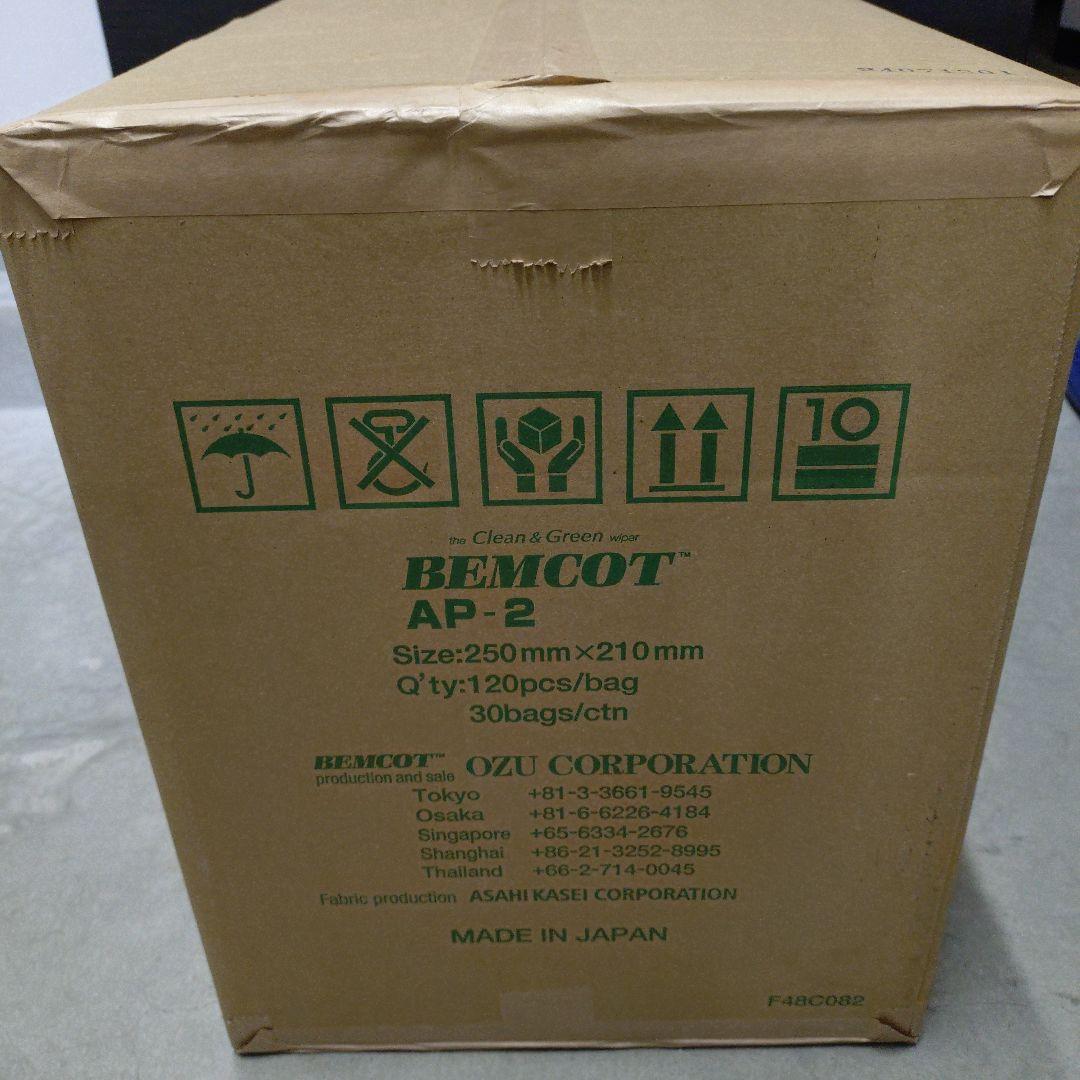 10
the Clean & Green wiper
BEMCOT™
AP-2
Size:250mm×210mm
Q'ty:120pcs/bag
30bags/ctn
BEMCOT™
production and sale OZU CORPORATION
Tokyo +81-3-3661-9545
Osaka +81-6-6226-4184
Singapore +65-6334-2676
Shanghai +86-21-3252-8995
Thailand +66-2-714-0045
Fabric production ASAHI KASEI CORPORATION
MADE IN JAPAN
F48C082